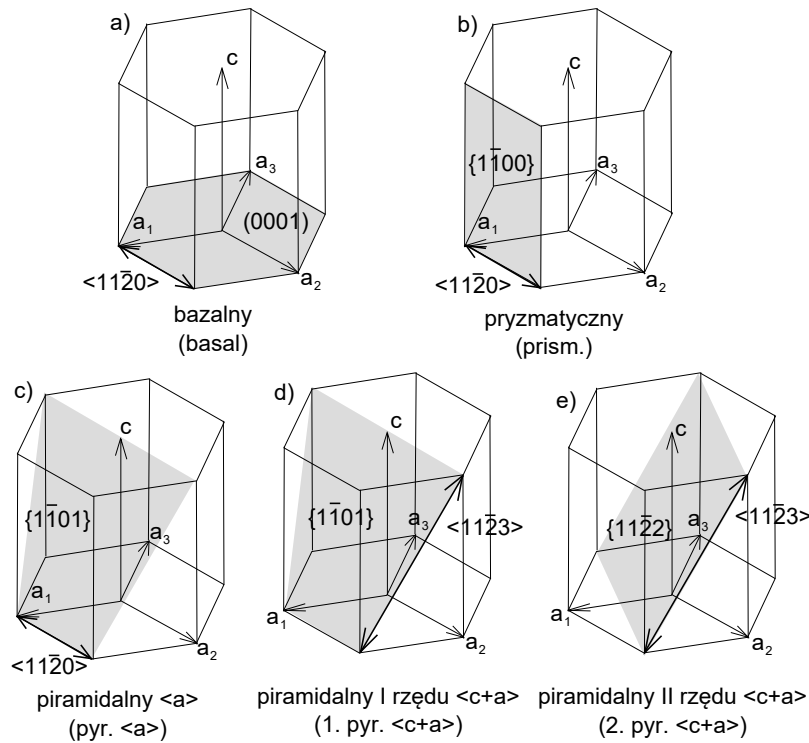 a)
c
a₃
(0001)
a₁
<112̄0>
a₂
bazalny
(basal)
b)
c
a₃
{11̄00}
a₁
<112̄0>
a₂
pryzmatyczny
(prism.)
c)
c
{11̄01}
a₃
a₁
<112̄0>
a₂
piramidalny <a>
(pyr. <a>)
d)
c
{11̄01}
a₃
<112̄3>
a₁
a₂
piramidalny I rzędu <c+a>
(1. pyr. <c+a>)
e)
c
{112̄2}
a₃
<112̄3>
a₁
a₂
piramidalny II rzędu <c+a>
(2. pyr. <c+a>)